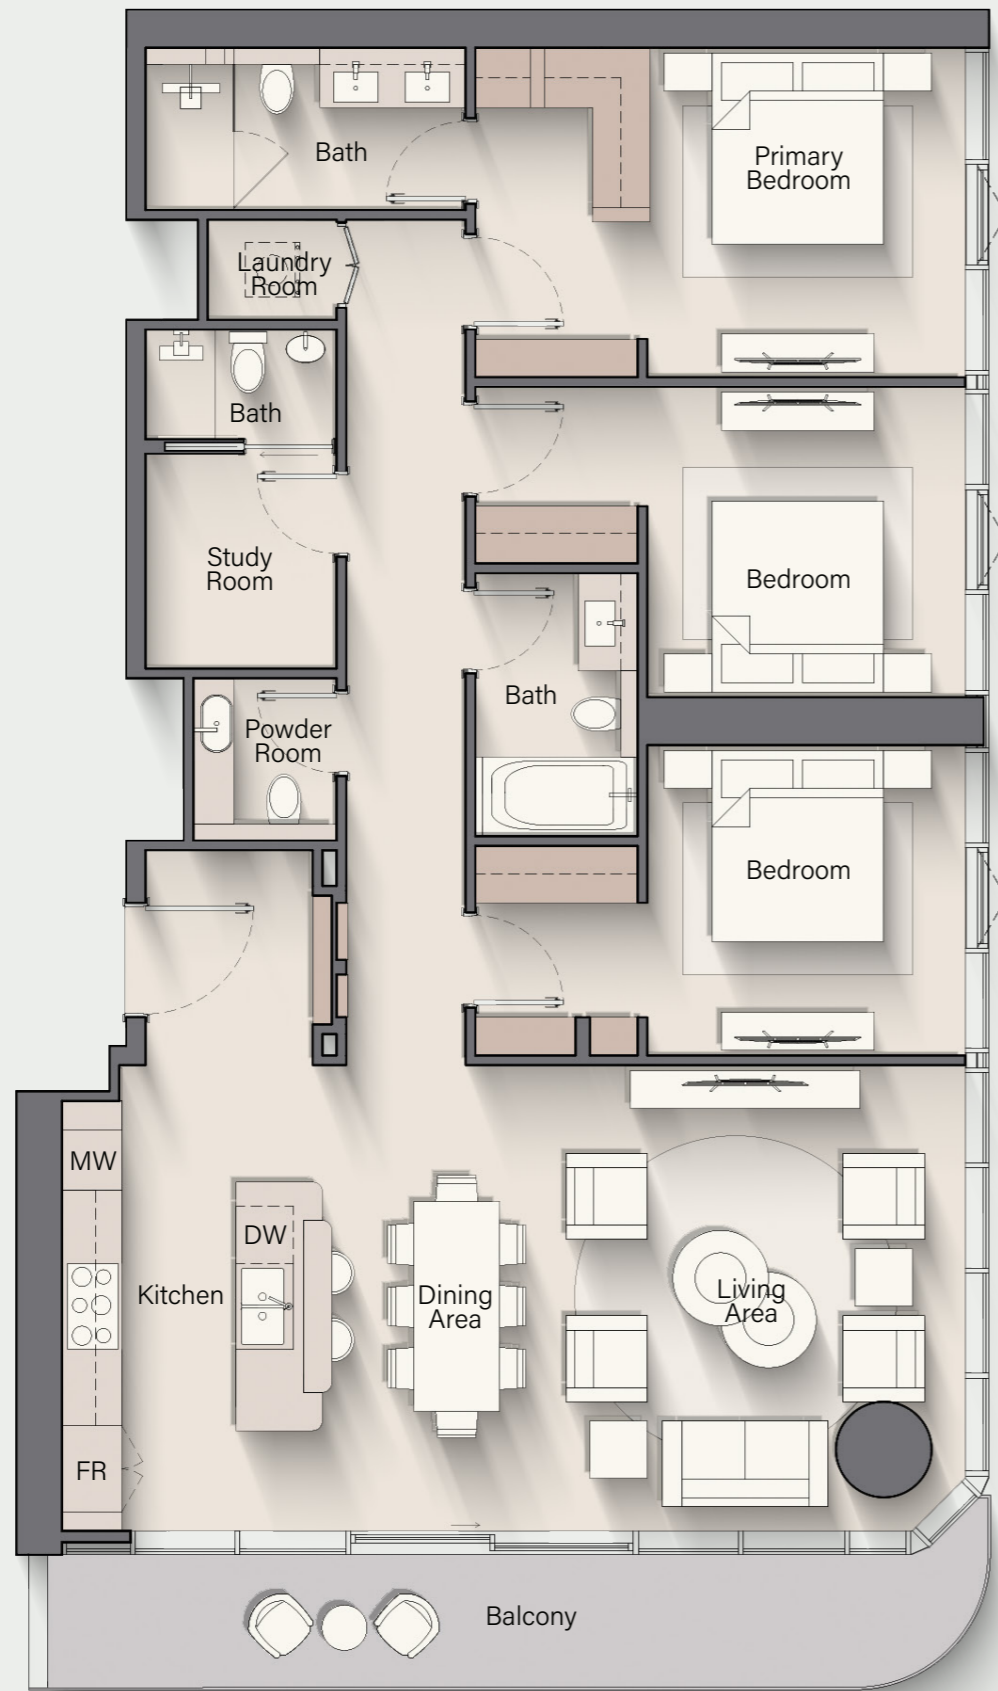 Bath
Primary
Bedroom
Laundry
Room
Bath
Study
Room
Bedroom
Bath
Powder
Room
Bedroom
MW
DW
Kitchen
Dining
Area
Living
Area
FR
Balcony